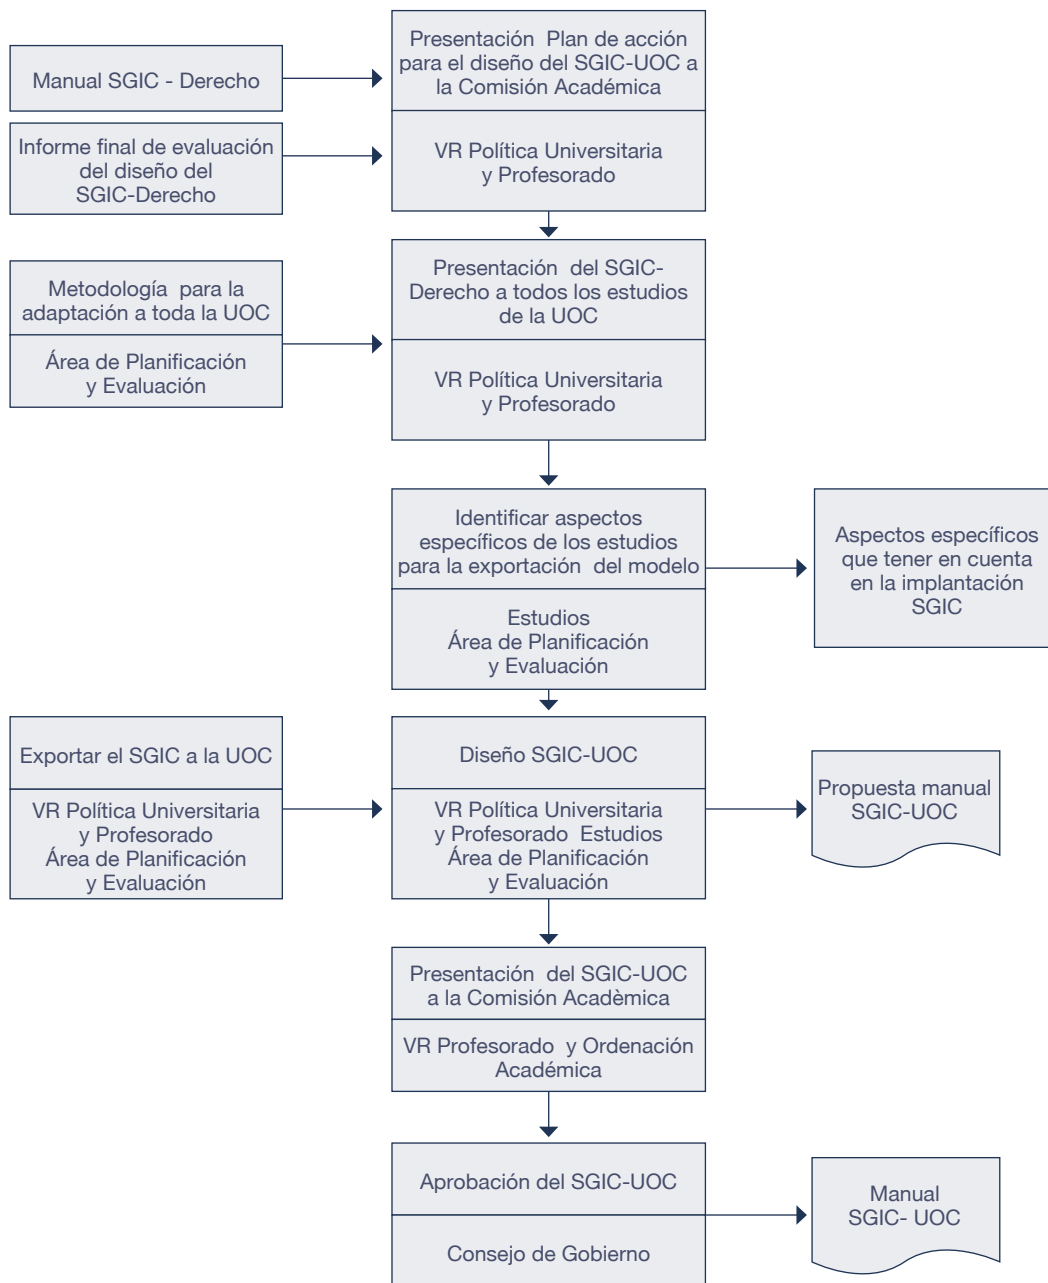 Manual SGIC - Derecho
Informe final de evaluación
del diseño del
SGIC-Derecho
Presentación Plan de acción
para el diseño del SGIC-UOC a
la Comisión Académica
VR Política Universitaria
y Profesorado
Metodología para la
adaptación a toda la UOC
Área de Planificación
y Evaluación
Presentación del SGIC-
Derecho a todos los estudios
de la UOC
VR Política Universitaria
y Profesorado
Identificar aspectos
específicos de los estudios
para la exportación del modelo
Estudios
Área de Planificación
y Evaluación
Aspectos específicos
que tener en cuenta
en la implantación
SGIC
Exportar el SGIC a la UOC
VR Política Universitaria
y Profesorado
Área de Planificación
y Evaluación
Diseño SGIC-UOC
VR Política Universitaria
y Profesorado Estudios
Área de Planificación
y Evaluación
Propuesta manual
SGIC-UOC
Presentación del SGIC-UOC
a la Comisión Acadèmica
VR Profesorado y Ordenación
Académica
Aprobación del SGIC-UOC
Consejo de Gobierno
Manual
SGIC- UOC